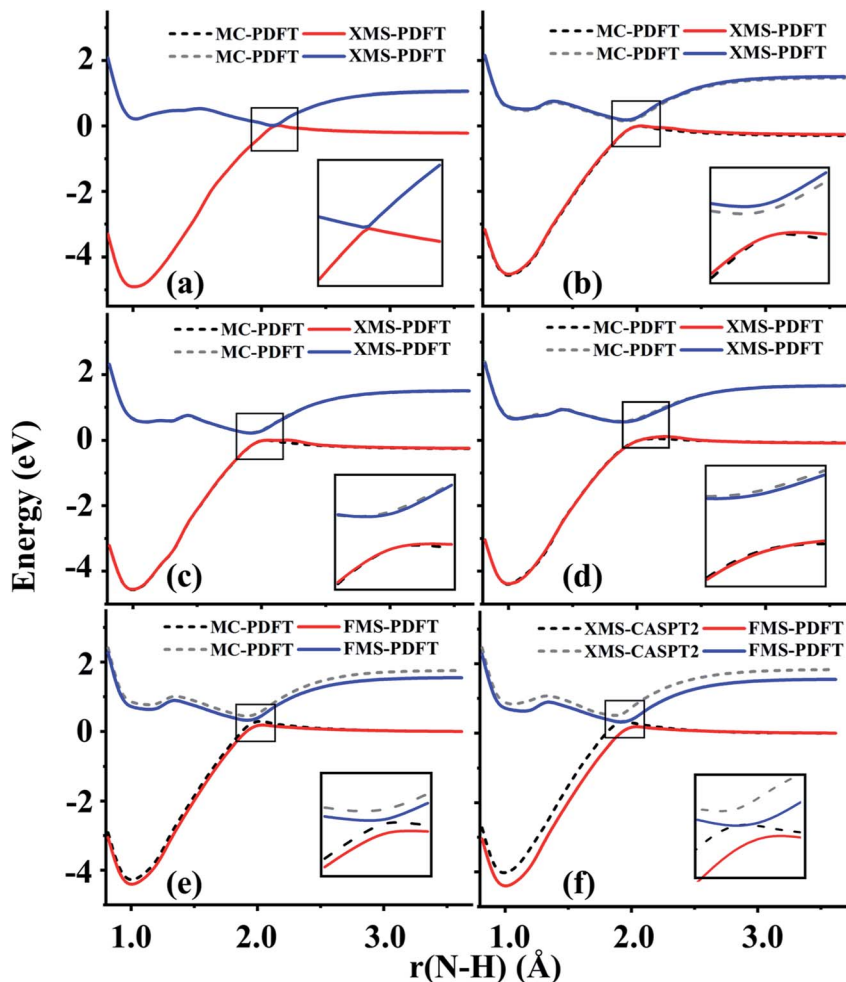 MC-PDFT XMS-PDFT
MC-PDFT XMS-PDFT
MC-PDFT XMS-PDFT
MC-PDFT XMS-PDFT
2
0
-2
-4
(a)
(b)
MC-PDFT XMS-PDFT
MC-PDFT XMS-PDFT
MC-PDFT XMS-PDFT
MC-PDFT XMS-PDFT
2
0
-2
-4
(c)
(d)
Energy (eV)
MC-PDFT FMS-PDFT
MC-PDFT FMS-PDFT
XMS-CASPT2 FMS-PDFT
XMS-CASPT2 FMS-PDFT
2
0
-2
-4
(e)
(f)
1.0 2.0 3.0 1.0 2.0 3.0
r(N-H) (Å)